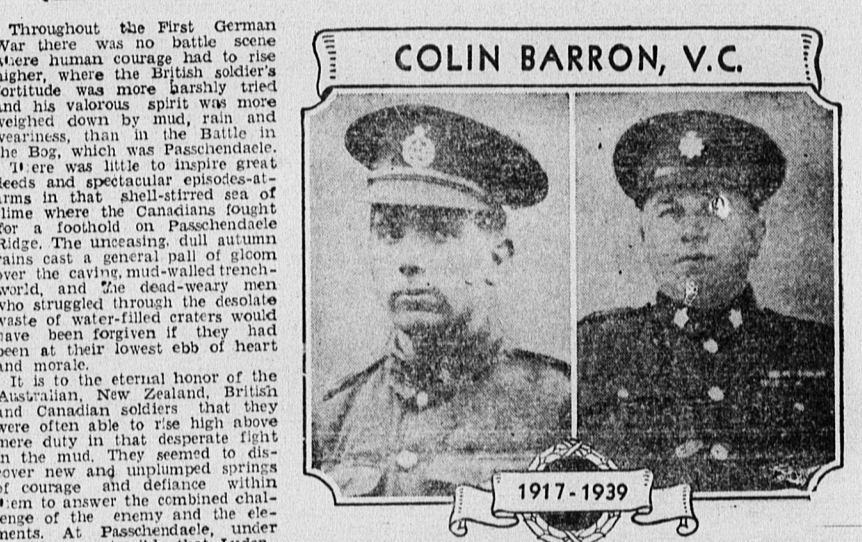 Throughout the First German
War there was no battle scene
where human courage had to rise
higher, where the British soldier's
fortitude was more harshly tried
and his valorous spirit was more
weighed down by mud, rain and
weariness, than in the Battle in
the Bog, which was Passchendaele.
There was little to inspire great
deeds and spectacular episodes-at-
arms in that shell-stirred sea of
slime where the Canadians fought
for a foothold on Passchendaele
Ridge. The unceasing, dull autumn
rains cast a general pall of gloom
over the caving, mud-walled trench-
world, and the dead-weary men
who struggled through the desolate
waste of water-filled craters would
have been forgiven if they had
been at their lowest ebb of heart
and morale.
It is to the eternal honor of the
Australian, New Zealand, British
and Canadian soldiers that they
were often able to rise high above
mere duty in that desperate fight
in the mud. They seemed to dis-
cover new and unplumped springs
of courage and defiance within
them to answer the combined chal-
lenge of the enemy and the ele-
ments. At Passchendaele, under
COLIN BARRON, V.C.
1917-1939